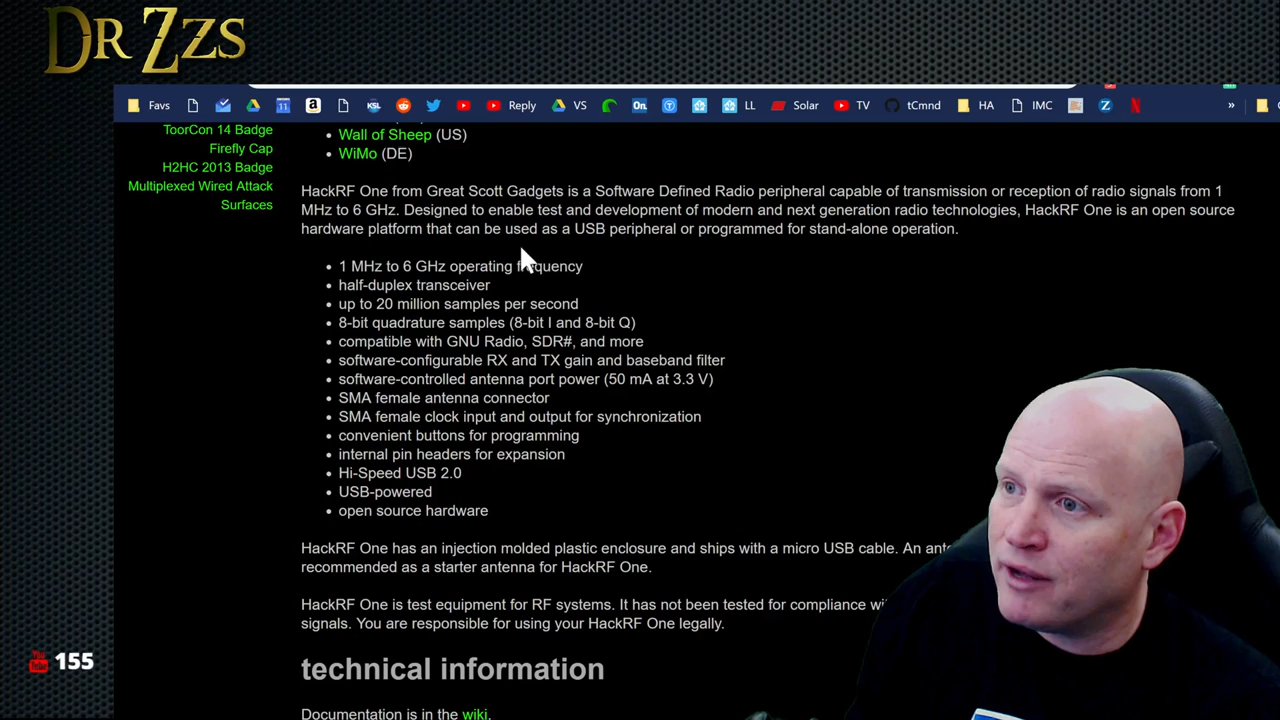 DR ZZS
Favs
11
Reply
VS
On.
LL
Solar
TV
tCmnd
HA
IMC
Z
N
»
ToorCon 14 Badge
Firefly Cap
H2HC 2013 Badge
Multiplexed Wired Attack
Surfaces
Wall of Sheep (US)
WiMo (DE)
HackRF One from Great Scott Gadgets is a Software Defined Radio peripheral capable of transmission or reception of radio signals from 1
MHz to 6 GHz. Designed to enable test and development of modern and next generation radio technologies, HackRF One is an open source
hardware platform that can be used as a USB peripheral or programmed for stand-alone operation.
• 1 MHz to 6 GHz operating frequency
• half-duplex transceiver
• up to 20 million samples per second
• 8-bit quadrature samples (8-bit I and 8-bit Q)
• compatible with GNU Radio, SDR#, and more
• software-configurable RX and TX gain and baseband filter
• software-controlled antenna port power (50 mA at 3.3 V)
• SMA female antenna connector
• SMA female clock input and output for synchronization
• convenient buttons for programming
• internal pin headers for expansion
• Hi-Speed USB 2.0
• USB-powered
• open source hardware
HackRF One has an injection molded plastic enclosure and ships with a micro USB cable. An
recommended as a starter antenna for HackRF One.
HackRF One is test equipment for RF systems. It has not been tested for compliance
signals. You are responsible for using your HackRF One legally.
technical information
Documentation is in the wiki.
155